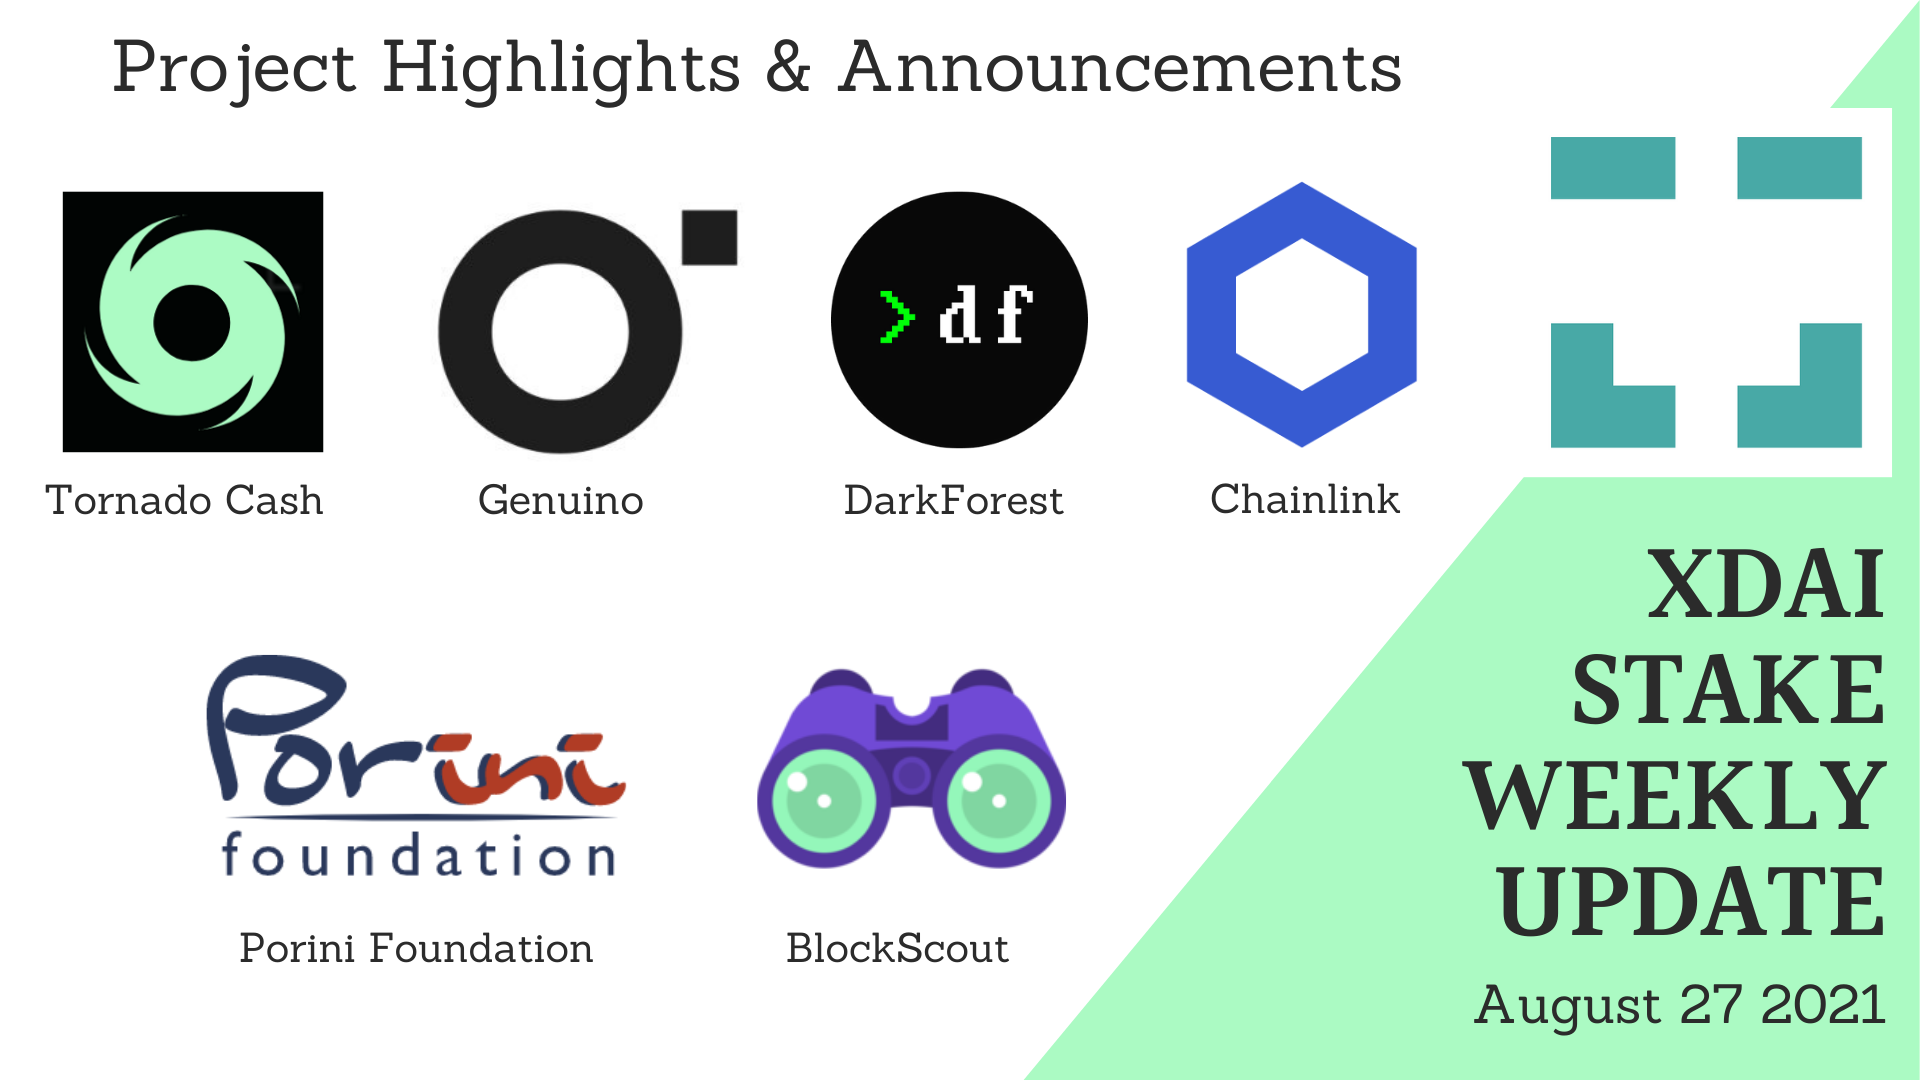 Project Highlights & Announcements
>df
Tornado Cash
Genuino
DarkForest
Chainlink
Porini
foundation
Porini Foundation
BlockScout
XDAI
STAKE
WEEKLY
UPDATE
August 27 2021